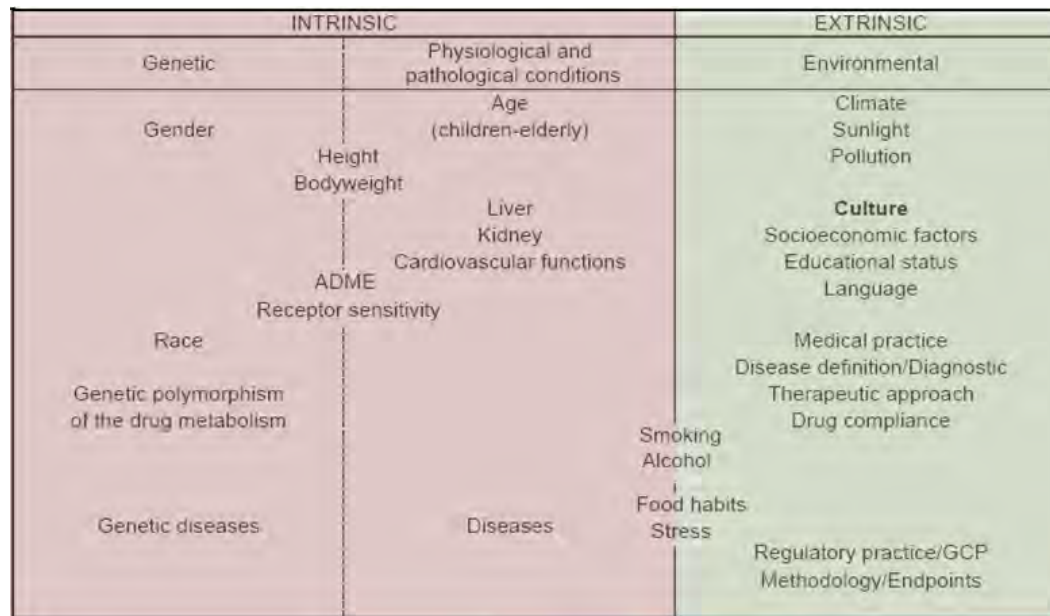 INTRINSIC EXTRINSIC
Genetic Physiological and pathological conditions Environmental
Gender Age (children-elderly) Climate
Sunlight
Pollution
Height
Bodyweight
Liver
Kidney
Cardiovascular functions
Culture
Socioeconomic factors
Educational status
Language
ADME
Receptor sensitivity
Race
Medical practice
Disease definition/Diagnostic
Genetic polymorphism
of the drug metabolism
Therapeutic approach
Drug compliance
Smoking
Alcohol
Genetic diseases
Diseases
Food habits
Stress
Regulatory practice/GCP
Methodology/Endpoints